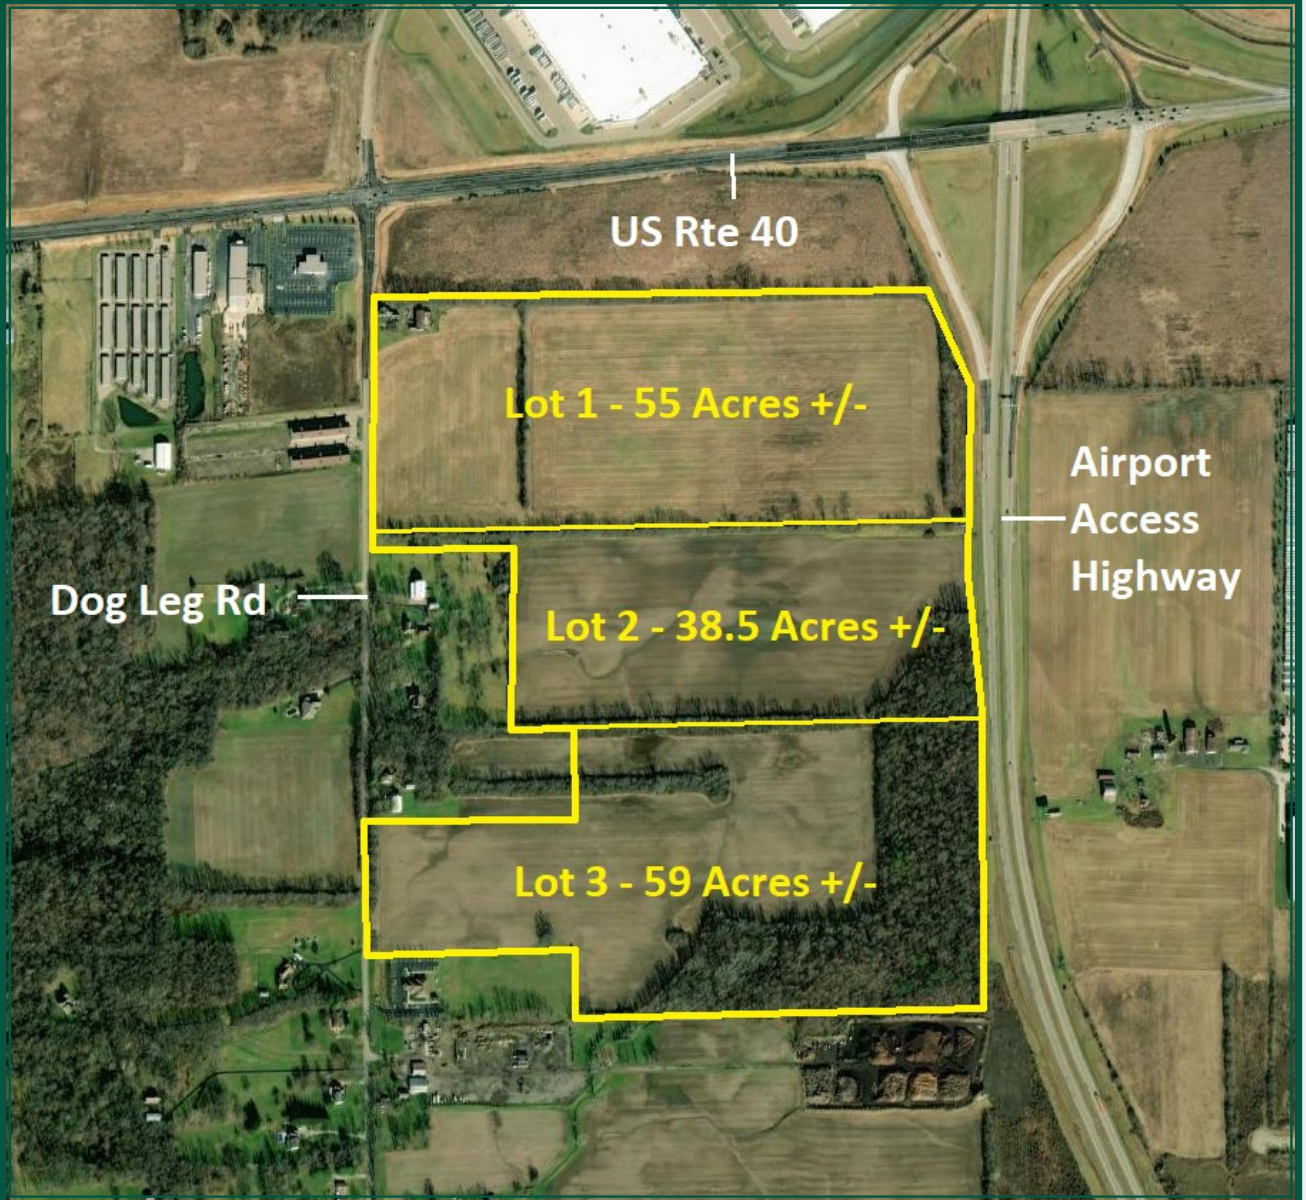 US Rte 40
Lot 1 - 55 Acres +/-
Airport
Access
Highway
Dog Leg Rd
Lot 2 - 38.5 Acres +/-
Lot 3 - 59 Acres +/-